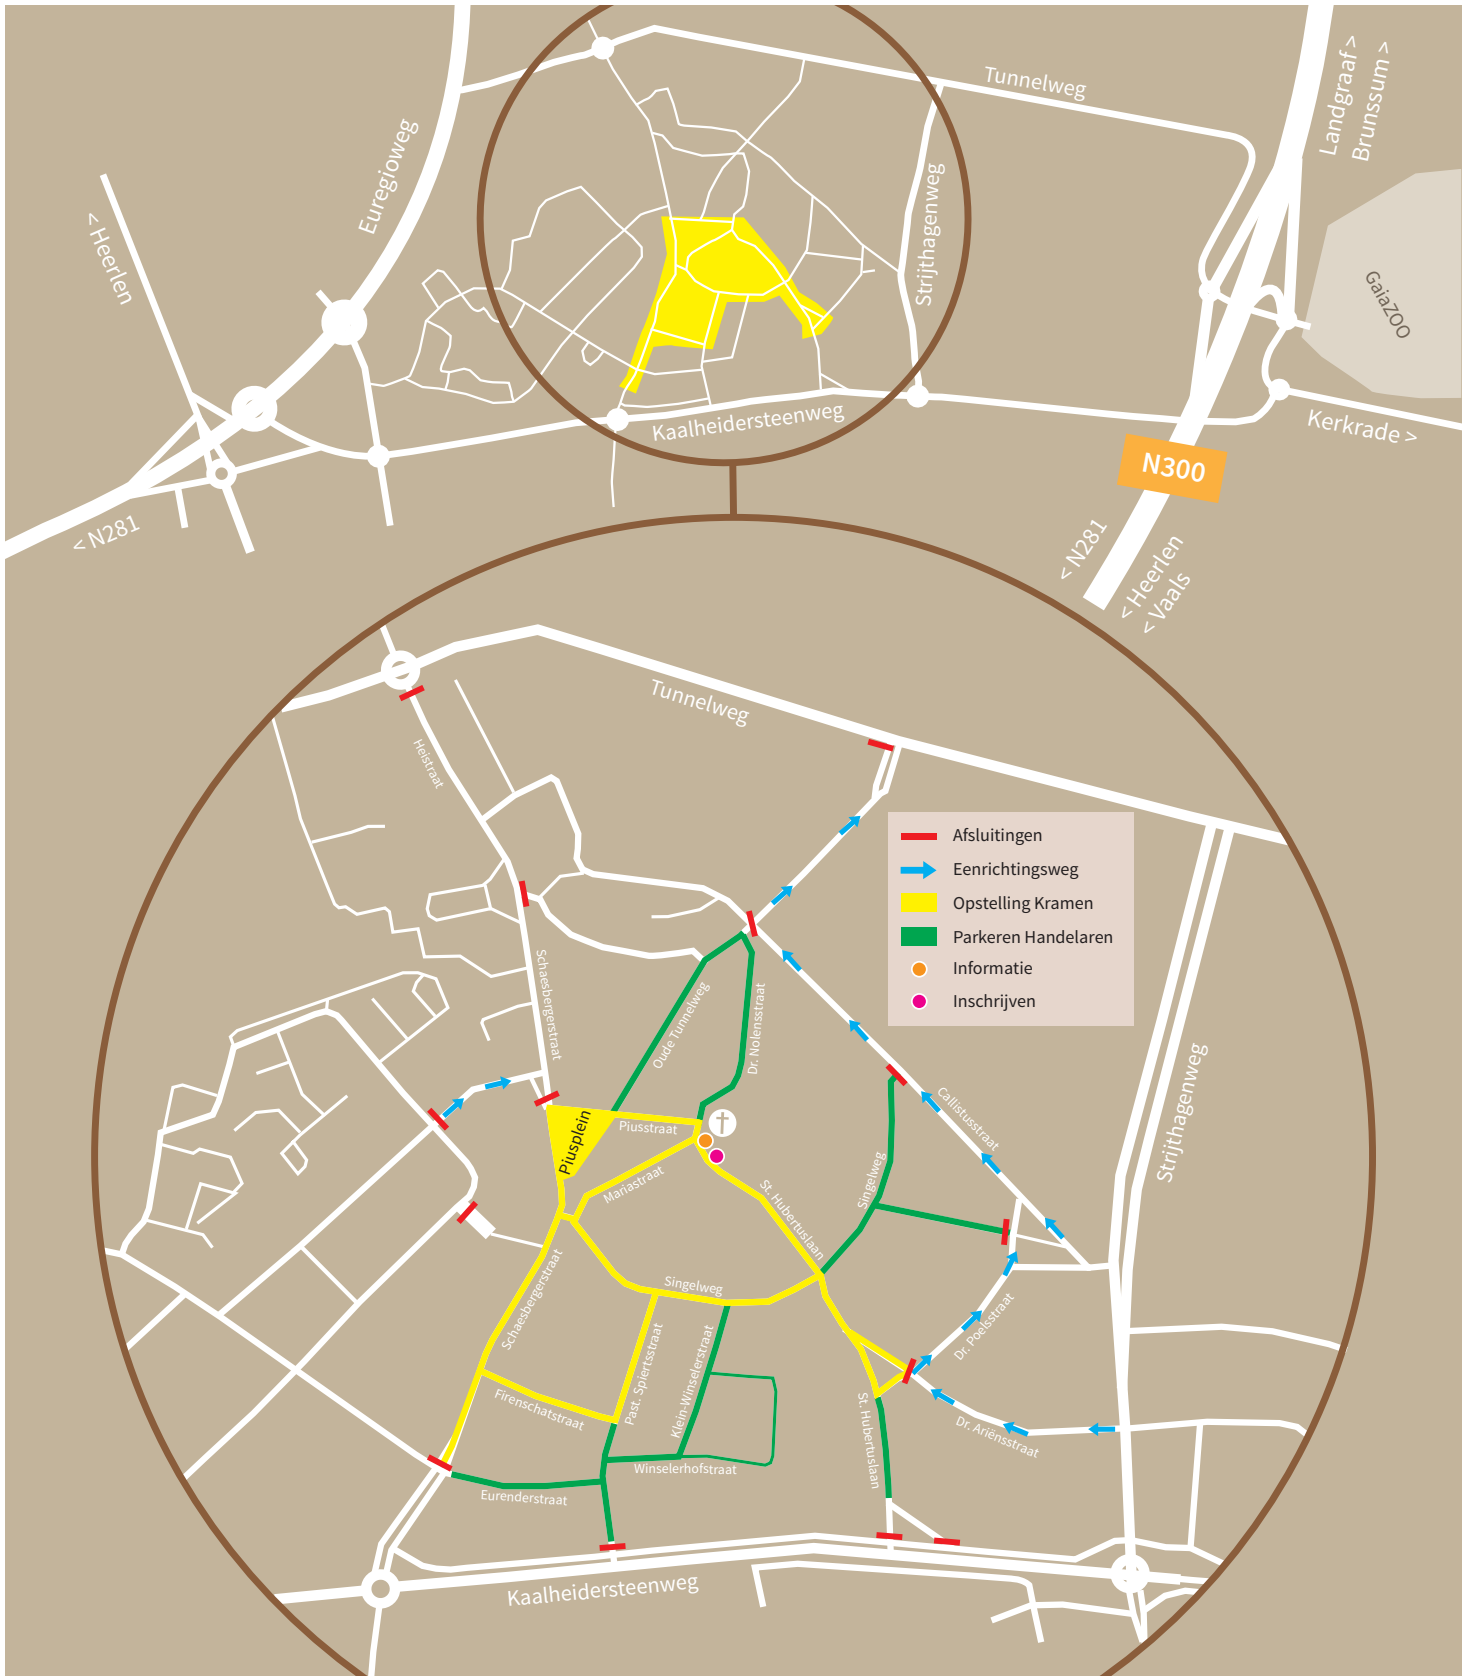 Tunnelweg
Landgraaf >
Brunssum >
Euregioweg
< Heerlen
Strijthagenweg
GaiaZOO
Kaalheidersteenweg
Kerkrade >
N300
< N281
< N281
< Heerlen
< Vaals
Tunnelweg
Heistraat
Afsluitingen
Eenrichtingsweg
Opstelling Kramen
Parkeren Handelaren
Informatie
Inschrijven
Schaesbergerstraat
Oude Tunnelweg
Dr. Nolensstraat
Callistusstraat
Strijthagenweg
Piusplein
Piusstraat
Mariastraat
St. Hubertuslaan
Singelweg
Schaesbergerstraat
Singelweg
Dr. Poelsstraat
Past. Spiertsstraat
Klein-Winselerstraat
Firenschatstraat
St. Hubertuslaan
Dr. Ariënsstraat
Winselerhofstraat
Eurenderstraat
Kaalheidersteenweg